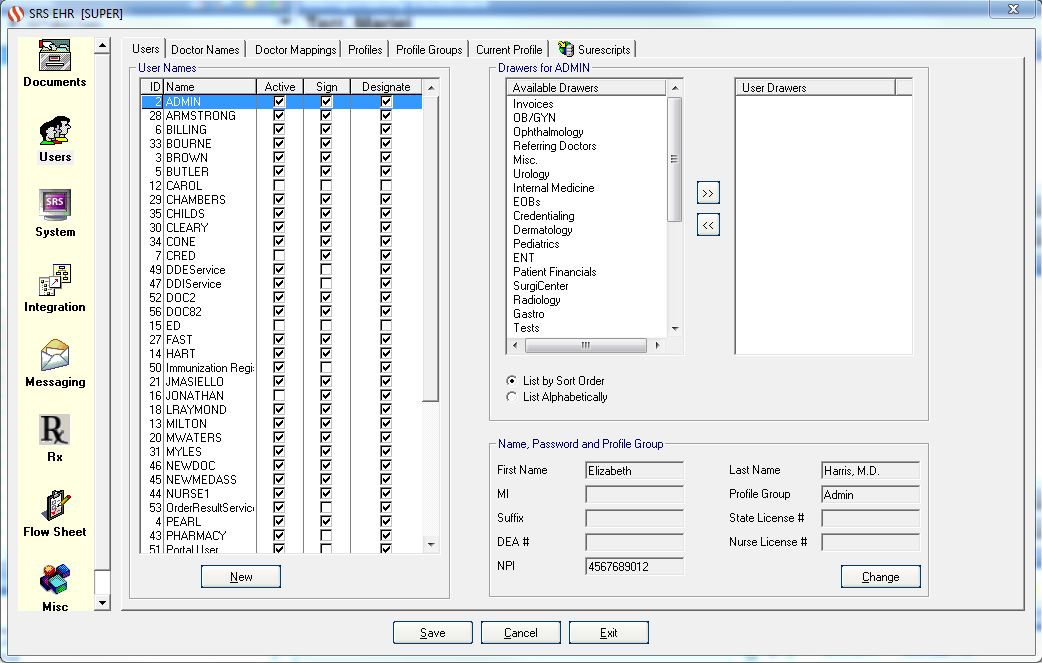 SRS EHR [SUPER]
Documents
Users
SRS
System
Integration
Messaging
Rx
Rx
Flow Sheet
Misc
Users Doctor Names Doctor Mappings Profiles Profile Groups Current Profile Surescripts
User Names
ID Name Active Sign Designate
2 ADMIN
28 ARMSTRONG
6 BILLING
33 BOURNE
3 BROWN
5 BUTLER
12 CAROL
29 CHAMBERS
35 CHILDS
30 CLEARY
34 CONE
7 CRED
49 DDEService
47 DDIService
52 DOC2
56 DOC82
15 ED
27 FAST
14 HART
50 Immunization Regi
21 JMASIELLO
16 JONATHAN
18 LRAYMOND
13 MILTON
20 MWATERS
31 MYLES
46 NEWDOC
45 NEWMEDASS
44 NURSE1
53 OrderResultService
4 PEARL
43 PHARMACY
51 Portal User
New
Drawers for ADMIN
Available Drawers
Invoices
OB/GYN
Ophthalmology
Referring Doctors
Misc.
Urology
Internal Medicine
EOBs
Credentialing
Dermatology
Pediatrics
ENT
Patient Financials
SurgiCenter
Radiology
Gastro
Tests
>>
<<
User Drawers
List by Sort Order
List Alphabetically
Name, Password and Profile Group
First Name Elizabeth Last Name Harris, M.D.
MI Profile Group Admin
Suffix State License #
DEA # Nurse License #
NPI 4567689012
Change
Save Cancel Exit